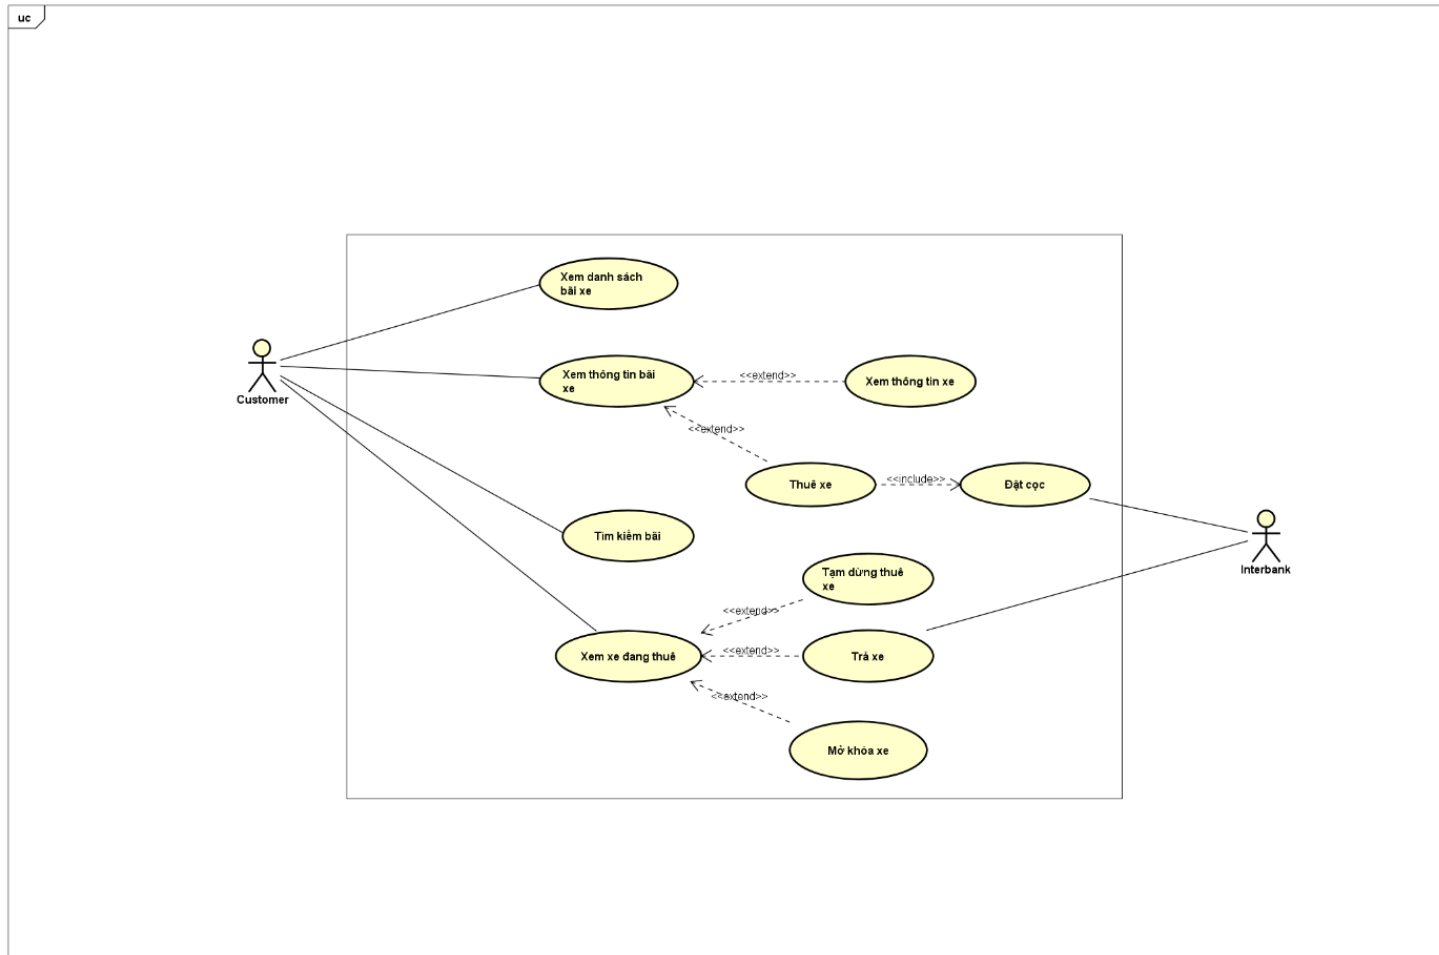 uc
Xem danh sách
bãi xe
Xem thông tin bãi
xe
<<extend>>
Xem thông tin xe
Customer
<<extend>>
Thuê xe
<<include>>
Đặt cọc
Tìm kiếm bãi
Interbank
Tạm dừng thuê
xe
<<extend>>
Xem xe đang thuê
<<extend>>
Trả xe
<<extend>>
Mở khóa xe